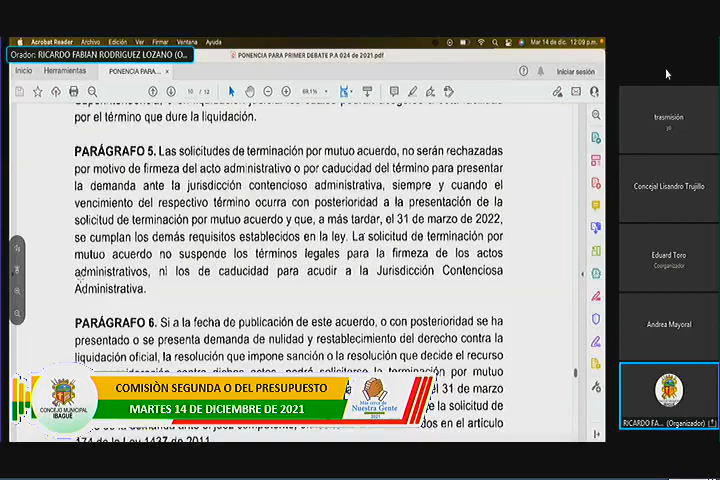 Acrobat Reader Archivo Edición Ver Firmar Ventana Ayuda Mar 14 de dic. 12:09 p.m.
Orador: RICARDO FABIAN RODRIGUEZ LOZANO (O...
PONENCIA PARA PRIMER DEBATE P.A 024 de 2021.pdf
Inicio Herramientas PONENCIA PARA... × Iniciar sesión
10 / 12 69,1%
por el término que dure la liquidación.
PARÁGRAFO 5. Las solicitudes de terminación por mutuo acuerdo, no serán rechazadas
por motivo de firmeza del acto administrativo o por caducidad del término para presentar
la demanda ante la jurisdicción contencioso administrativa, siempre y cuando el
vencimiento del respectivo término ocurra con posterioridad a la presentación de la
solicitud de terminación por mutuo acuerdo y que, a más tardar, el 31 de marzo de 2022,
se cumplan los demás requisitos establecidos en la ley. La solicitud de terminación por
mutuo acuerdo no suspende los términos legales para la firmeza de los actos
administrativos, ni los de caducidad para acudir a la Jurisdicción Contenciosa
Administrativa.
PARÁGRAFO 6. Si a la fecha de publicación de este acuerdo, o con posterioridad se ha
presentado o se presenta demanda de nulidad y restablecimiento del derecho contra la
liquidación oficial, la resolución que impone sanción o la resolución que decide el recurso
terminación por mutuo
el 31 de marzo
la solicitud de
en el artículo
174 de la Ley 1437 de 2011
COMISIÒN SEGUNDA O DEL PRESUPUESTO
MARTES 14 DE DICIEMBRE DE 2021
CONCEJO MUNICIPAL
IBAGUÉ
Más cerca de
Nuestra Gente
2021
trasmisión
yo
Concejal Lisandro Trujillo
Eduard Toro
Coorganizador
Andrea Mayoral
RICARDO FA... (Organizador)